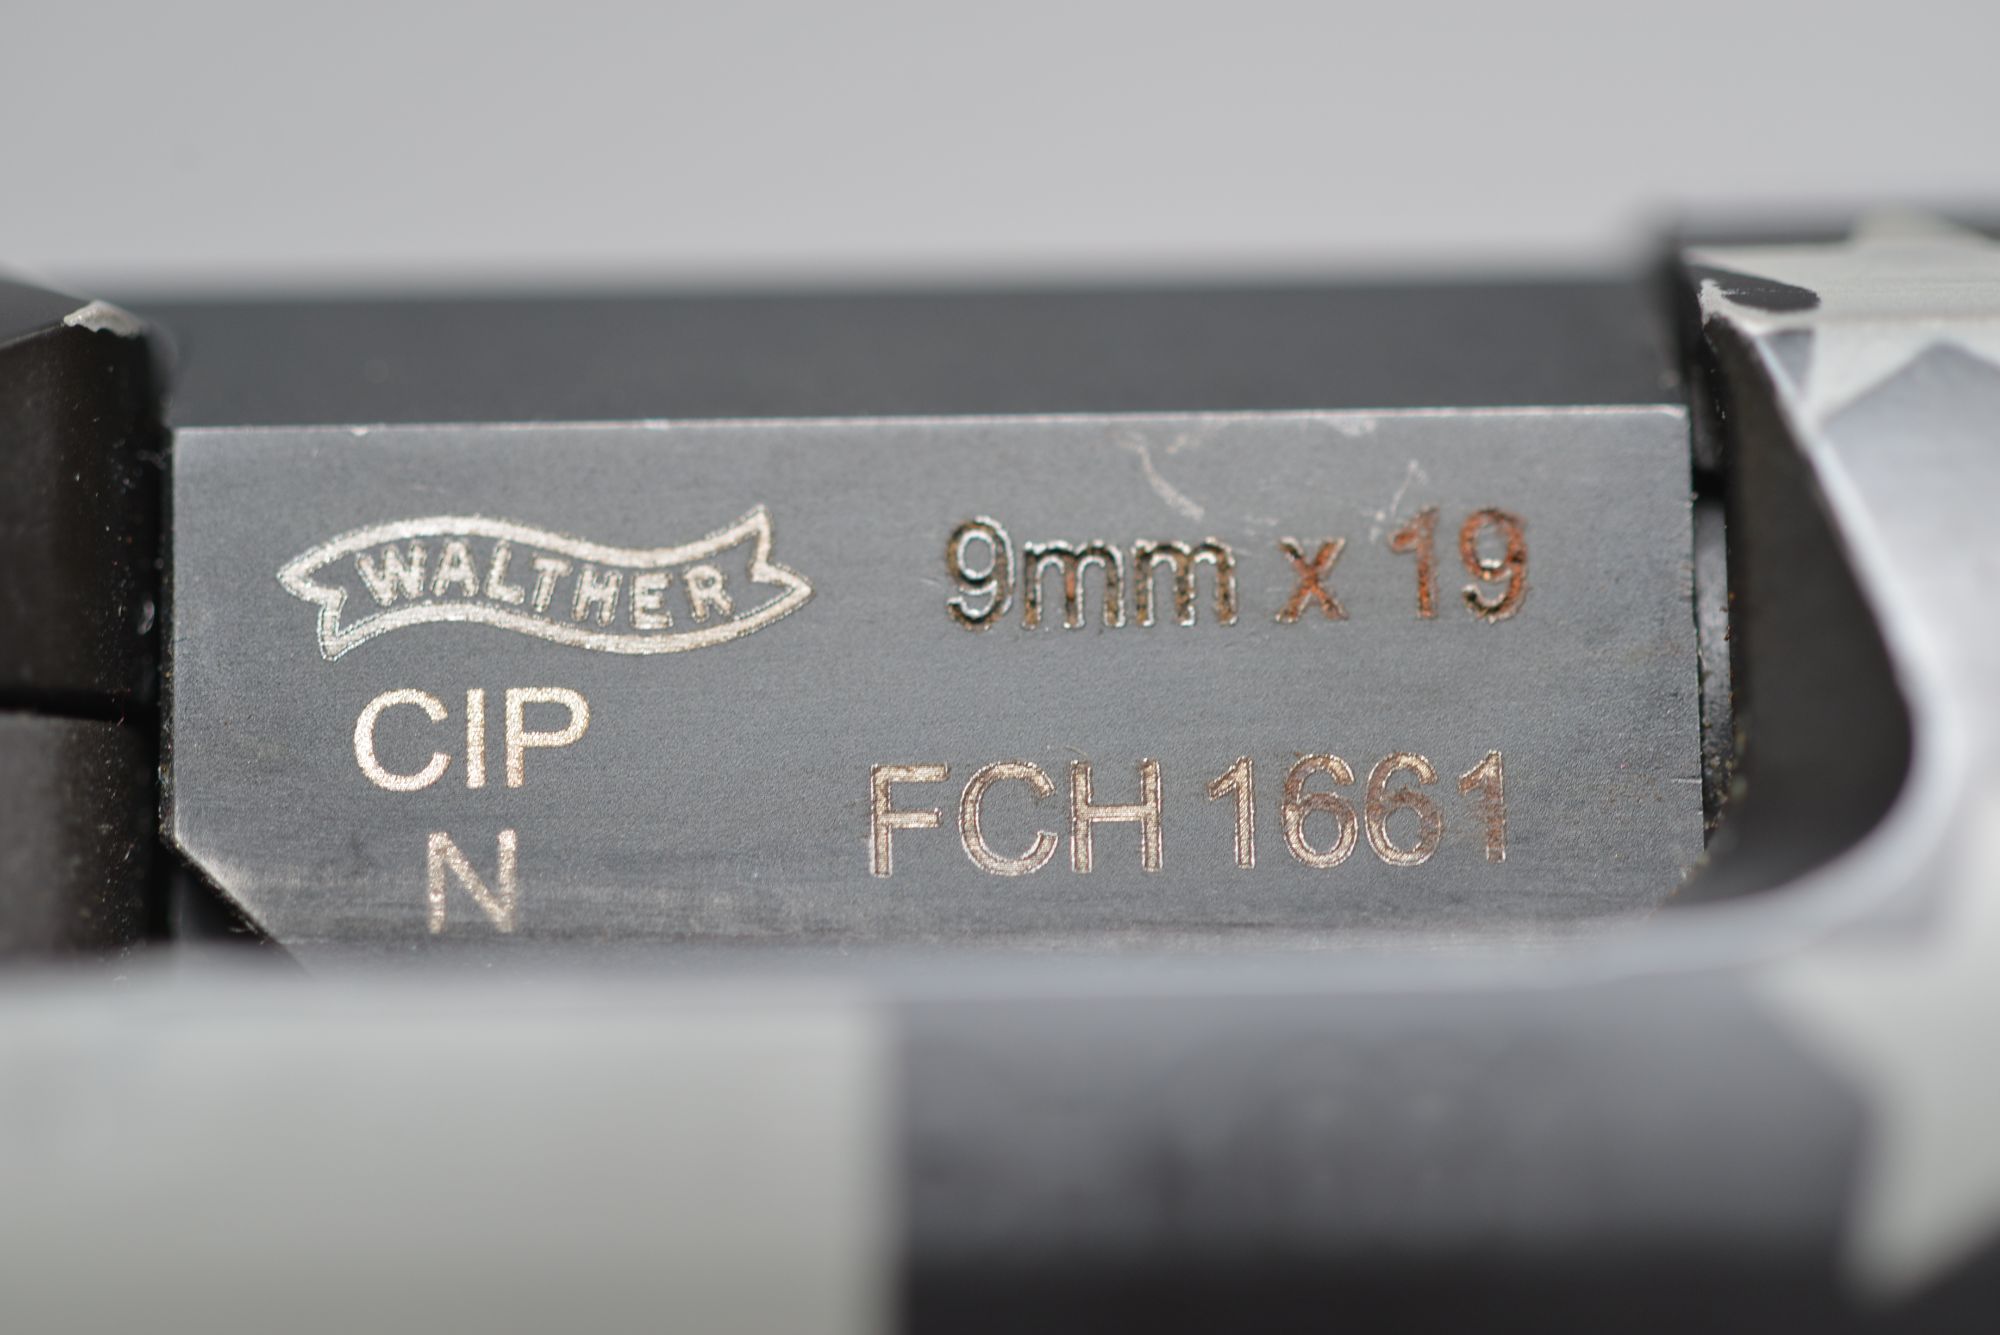 WALTHER
9mm x 19
CIP
N
FCH 1661